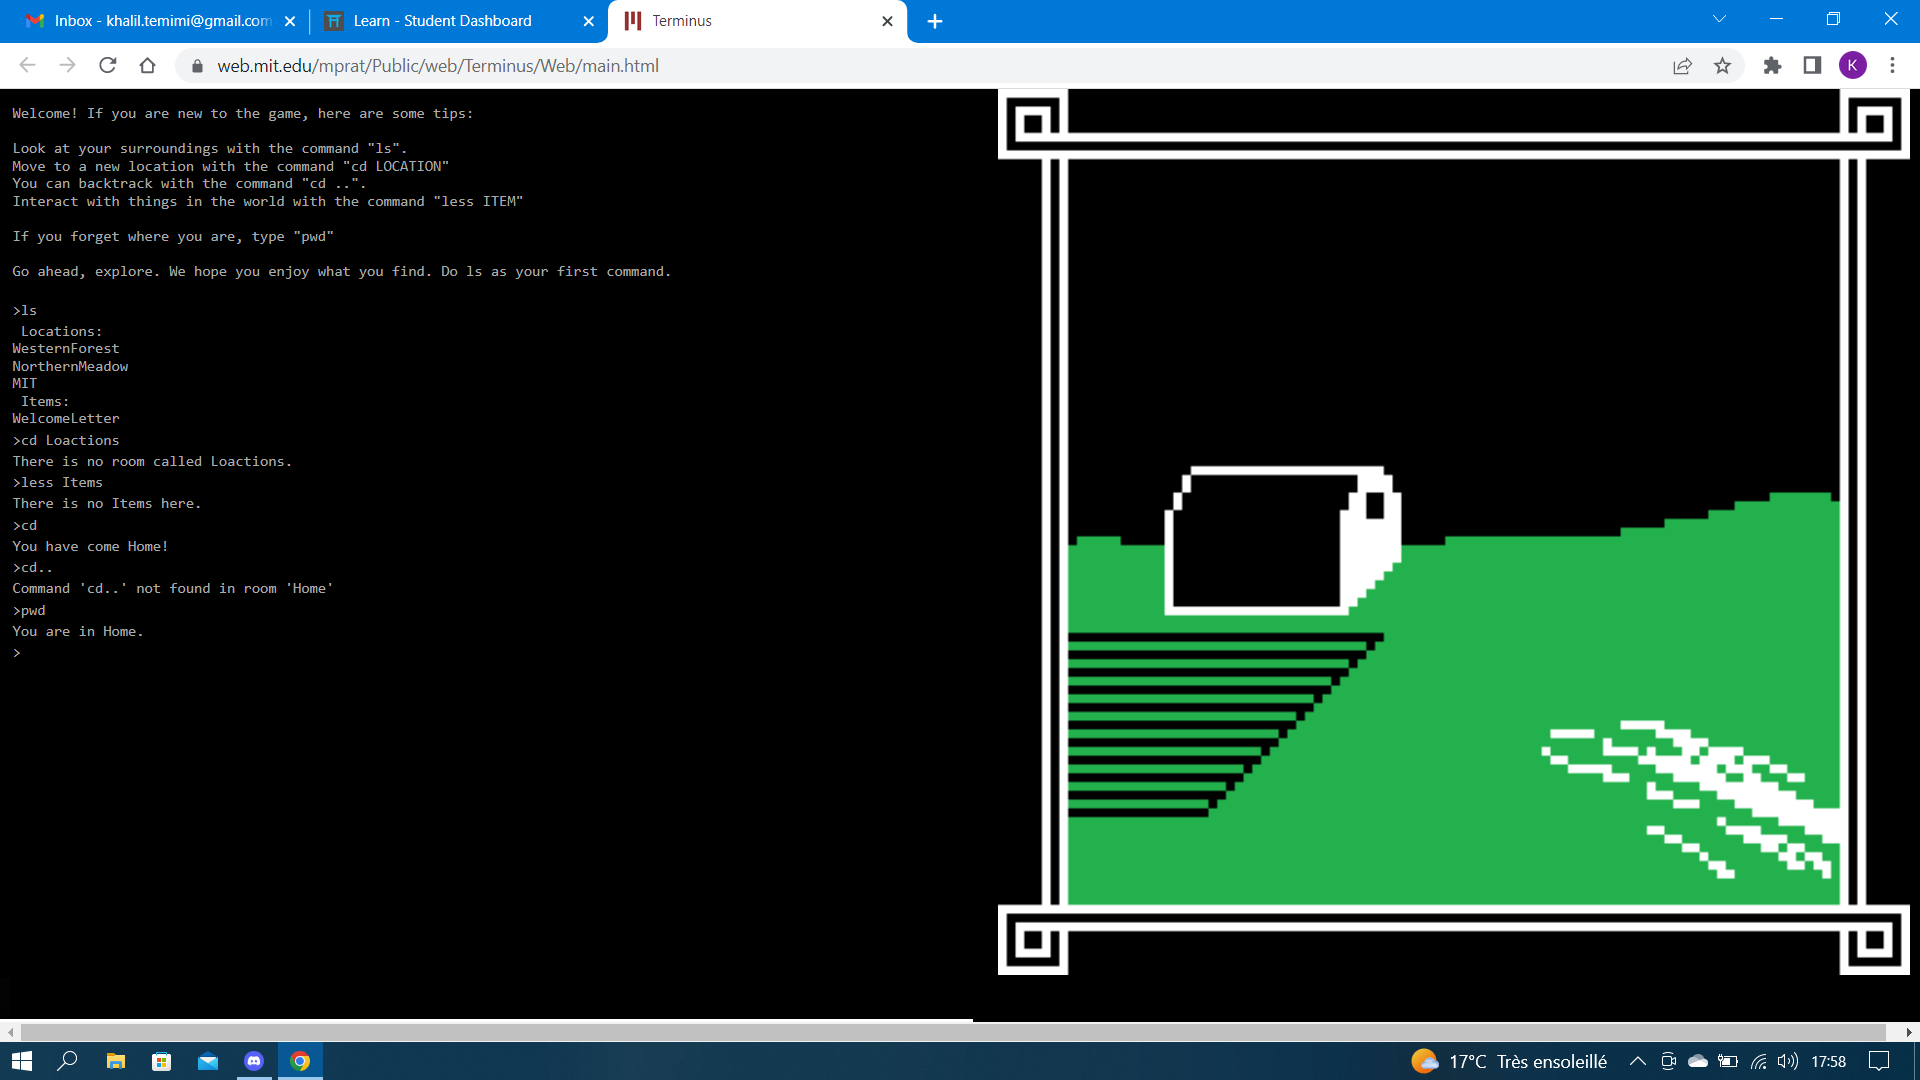 Inbox - khalil.temimi@gmail.com
Learn - Student Dashboard
Terminus
web.mit.edu/mprat/Public/web/Terminus/Web/main.html
K
Welcome! If you are new to the game, here are some tips:
Look at your surroundings with the command "ls".
Move to a new location with the command "cd LOCATION"
You can backtrack with the command "cd ..".
Interact with things in the world with the command "less ITEM"
If you forget where you are, type "pwd"
Go ahead, explore. We hope you enjoy what you find. Do ls as your first command.
>ls
Locations:
WesternForest
NorthernMeadow
MIT
Items:
WelcomeLetter
>cd Loactions
There is no room called Loactions.
>less Items
There is no Items here.
>cd
You have come Home!
>cd..
Command 'cd..' not found in room 'Home'
>pwd
You are in Home.
>
17°C Très ensoleillé
17:58